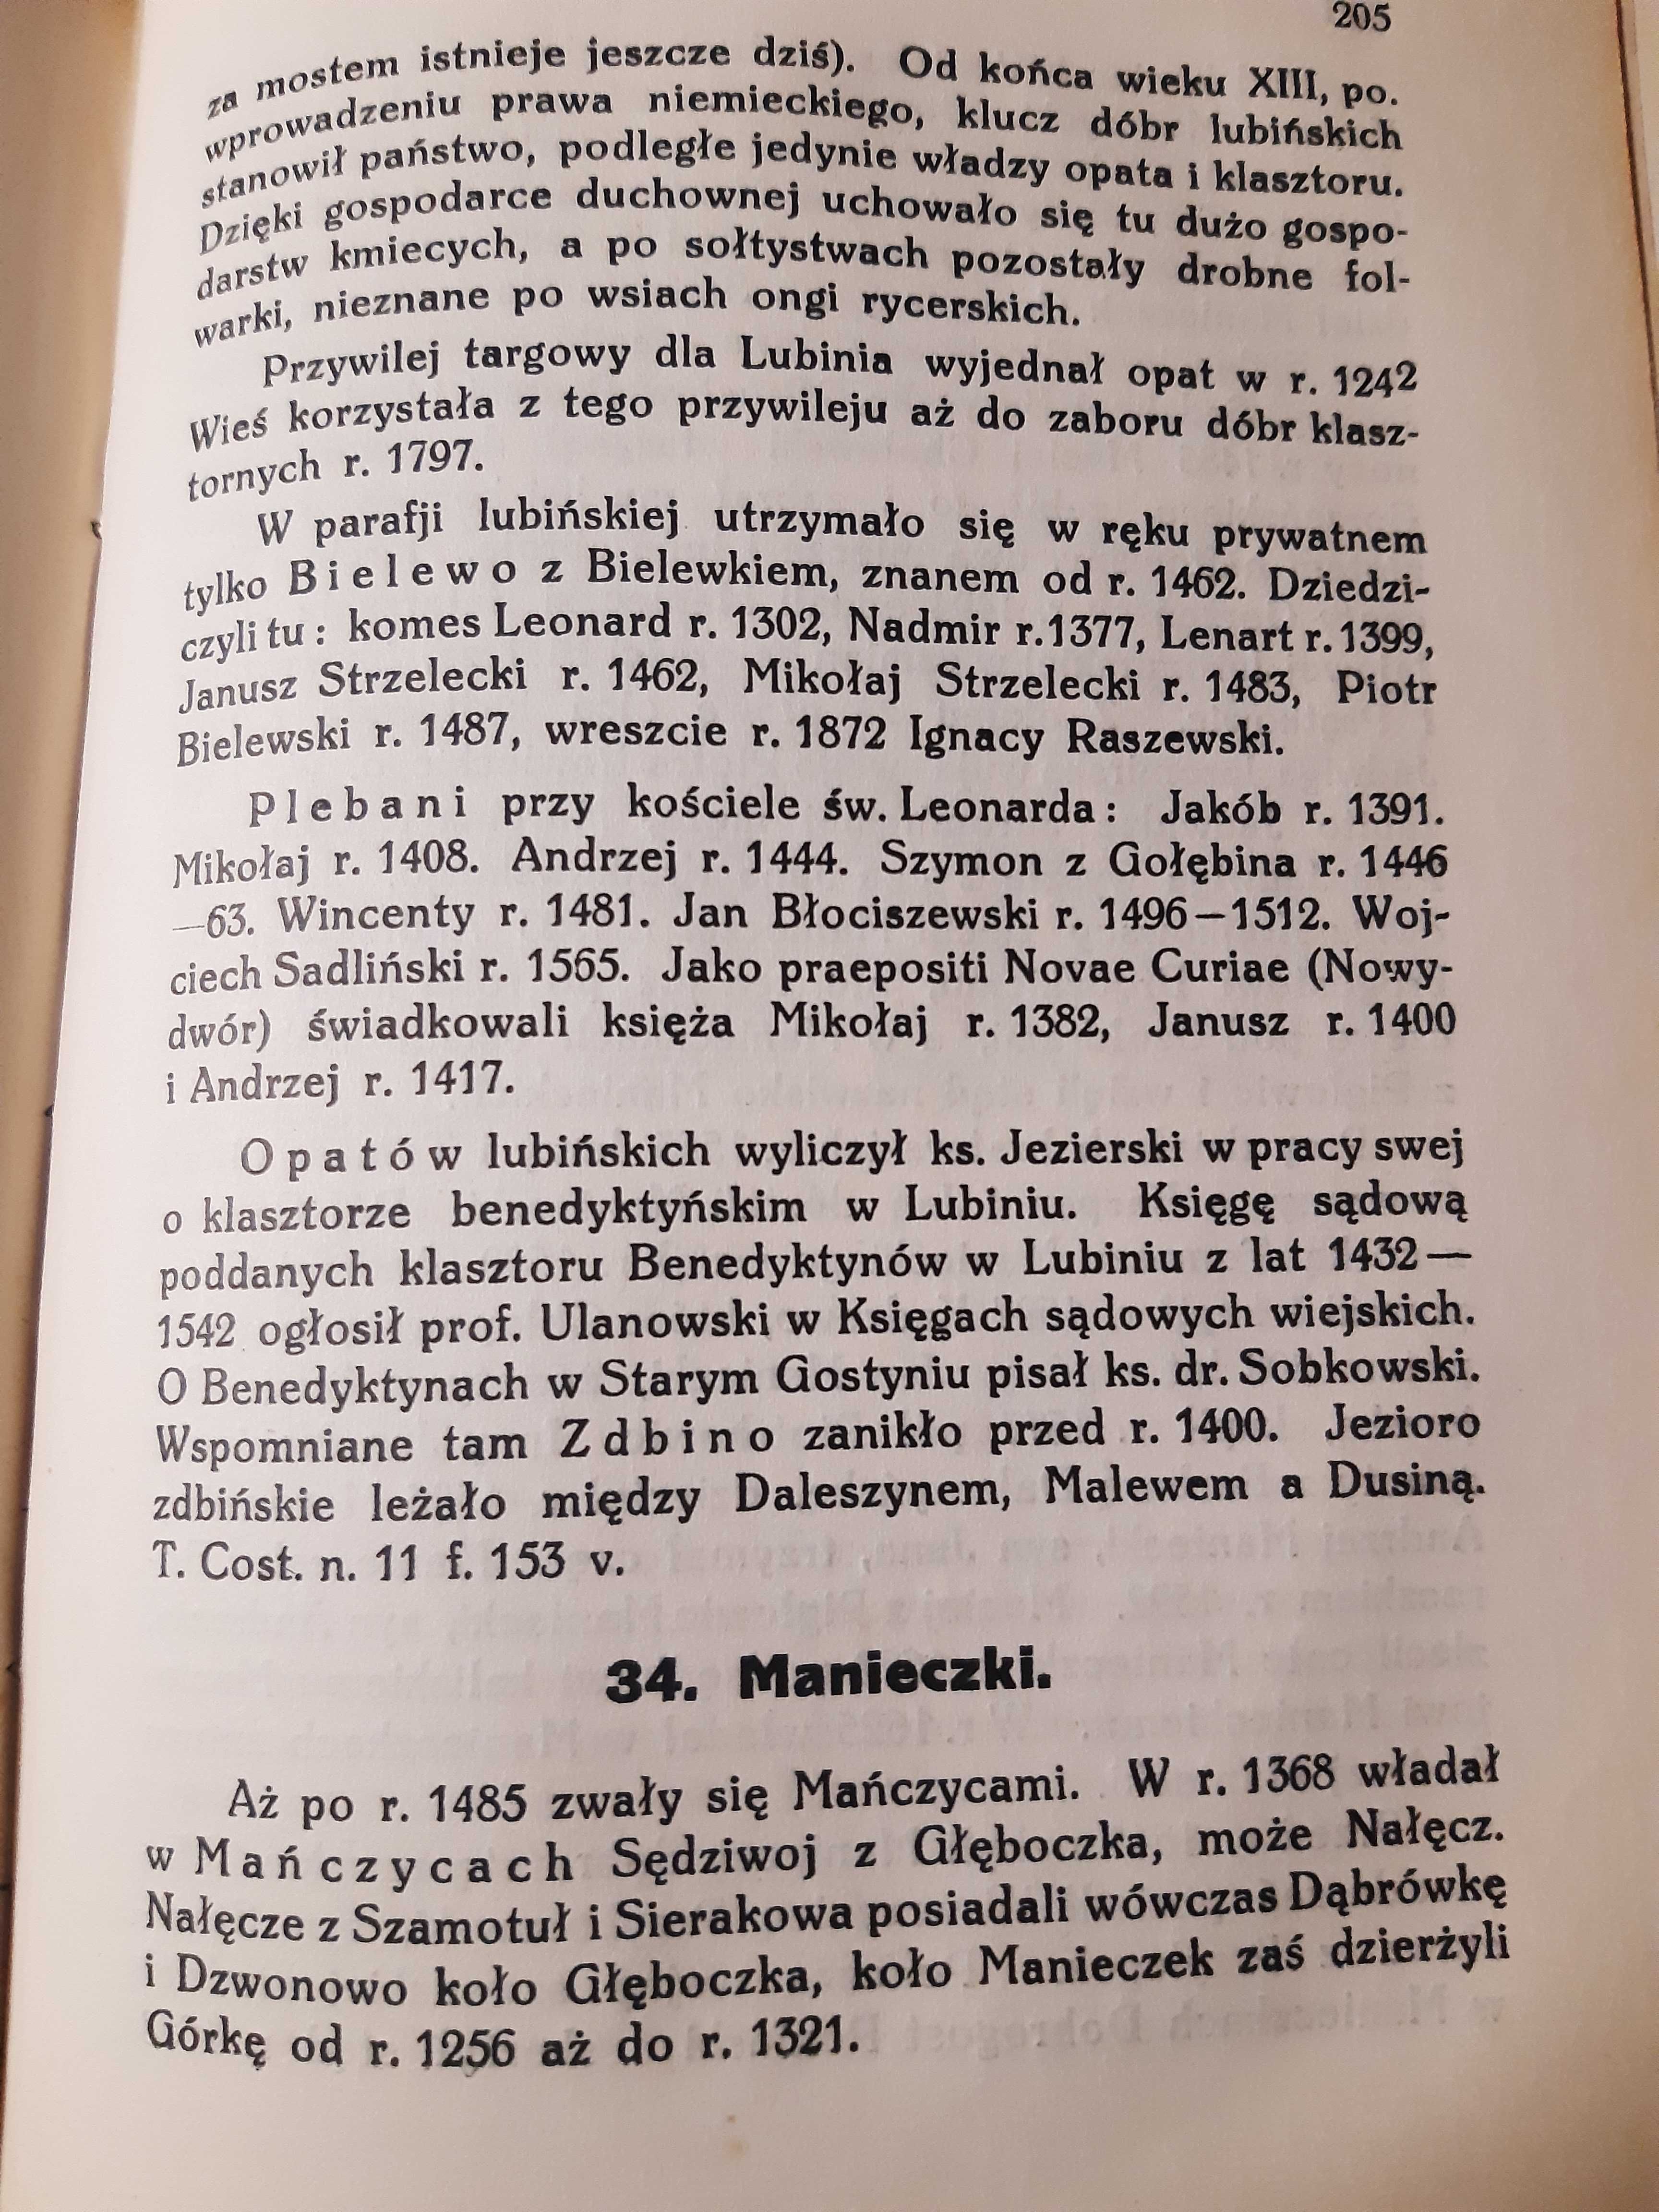 205
za mostem istnieje jeszcze dziś). Od końca wieku XIII, po.
wprowadzeniu prawa niemieckiego, klucz dóbr lubińskich
stanowił państwo, podległe jedynie władzy opata i klasztoru.
Dzięki gospodarce duchownej uchowało się tu dużo gospo-
darstw kmiecych, a po sołtystwach pozostały drobne fol-
warki, nieznane po wsiach ongi rycerskich.
Przywilej targowy dla Lubinia wyjednał opat w r. 1242
Wieś korzystała z tego przywileju aż do zaboru dóbr klasz-
tornych r. 1797.
W parafji lubińskiej utrzymało się w ręku prywatnem
tylko Bielewo z Bielewkiem, znanem od r. 1462. Dziedzi-
czyli tu: komes Leonard r. 1302, Nadmir r. 1377, Lenart r. 1399,
Janusz Strzelecki r. 1462, Mikołaj Strzelecki r. 1483, Piotr
Bielewski r. 1487, wreszcie r. 1872 Ignacy Raszewski.
Plebani przy kościele św. Leonarda: Jakób r. 1391.
Mikołaj r. 1408. Andrzej r. 1444. Szymon z Gołębina r. 1446
—63. Wincenty r. 1481. Jan Błociszewski r. 1496—1512. Woj-
ciech Sadliński r. 1565. Jako praepositi Novae Curiae (Nowy-
dwór) świadkowali księża Mikołaj r. 1382, Janusz r. 1400
i Andrzej r. 1417.
Opatów lubińskich wyliczył ks. Jezierski w pracy swej
o klasztorze benedyktyńskim w Lubiniu. Księgę sądową
poddanych klasztoru Benedyktynów w Lubiniu z lat 1432—
1542 ogłosił prof. Ulanowski w Księgach sądowych wiejskich.
O Benedyktynach w Starym Gostyniu pisał ks. dr. Sobkowski.
Wspomniane tam Zdbino zanikło przed r. 1400. Jezioro
zdbińskie leżało między Daleszynem, Malewem a Dusiną.
T. Cost. n. 11 f. 153 v.
34. Manieczki.
Aż po r. 1485 zwały się Mańczycami. W r. 1368 władał
w Mańczycach Sędziwoj z Głęboczka, może Nałęcz.
Nałęcze z Szamotuł i Sierakowa posiadali wówczas Dąbrówkę
i Dzwonowo koło Głęboczka, koło Manieczek zaś dzierżyli
Górkę od r. 1256 aż do r. 1321.